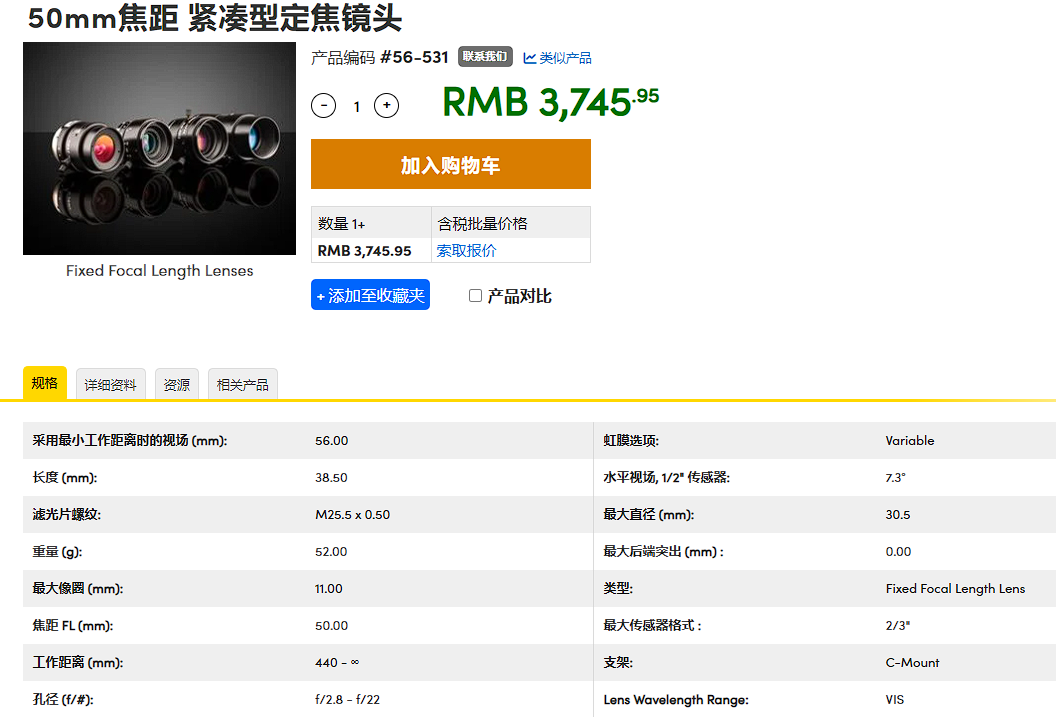 50mm焦距 紧凑型定焦镜头
产品编码 #56-531 联系我们 类似产品
- 1 + RMB 3,745.95
加入购物车
数量 1+ 含税批量价格
RMB 3,745.95 索取报价
Fixed Focal Length Lenses
+ 添加至收藏夹 产品对比
规格 详细资料 资源 相关产品
采用最小工作距离时的视场 (mm): 56.00 虹膜选项: Variable
长度 (mm): 38.50 水平视场, 1/2" 传感器: 7.3°
滤光片螺纹: M25.5 x 0.50 最大直径 (mm): 30.5
重量 (g): 52.00 最大后端突出 (mm) : 0.00
最大像圈 (mm): 11.00 类型: Fixed Focal Length Lens
焦距 FL (mm): 50.00 最大传感器格式 : 2/3"
工作距离 (mm): 440 - ∞ 支架: C-Mount
孔径 (f/#): f/2.8 - f/22 Lens Wavelength Range: VIS